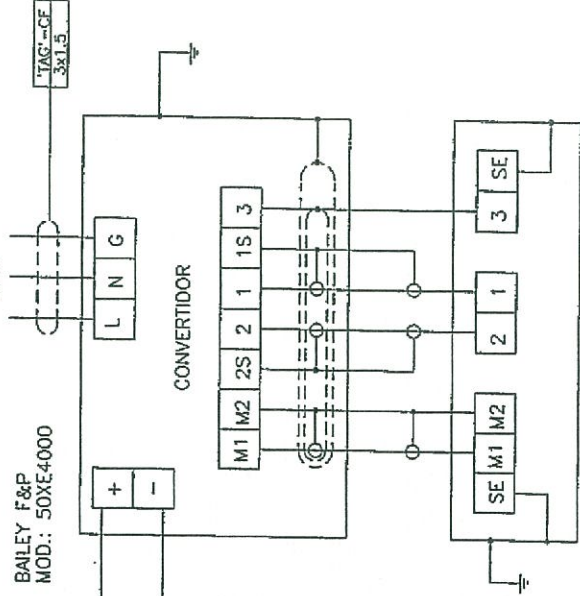 'TAG'-CF
3x1.5
BAILEY F&P
MOD.: 50XE4000
L N G
+
-
CONVERTIDOR
M1 M2 2S 2 1 1S 3
SE M1 M2 2 1 3 SE